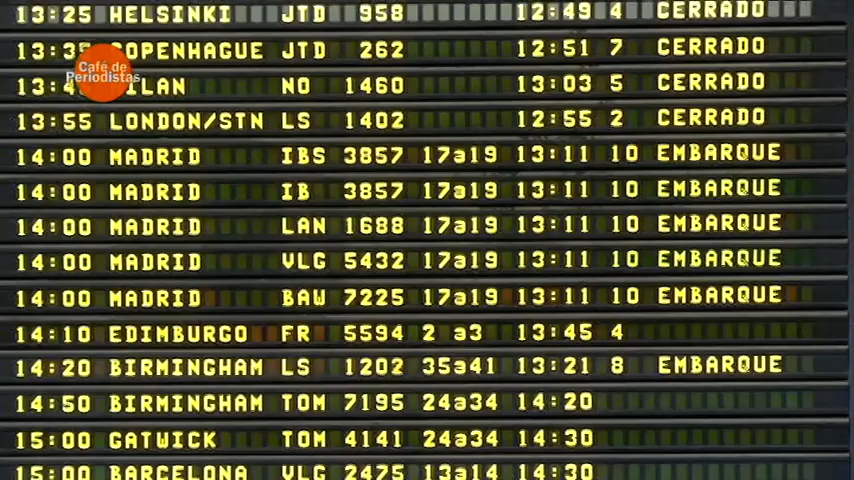 13:25 HELSINKI JTD 958 12:49 4 CERRADO
COPENHAGUE JTD 262 12:51 7 CERRADO
Café de
Periodistas
NO 1460 13:03 5 CERRADO
13:55 LONDON/STN LS 1402 12:55 2 CERRADO
14:00 MADRID IBS 3857 17a19 13:11 10 EMBARQUE
14:00 MADRID IB 3857 17a19 13:11 10 EMBARQUE
14:00 MADRID LAN 1688 17a19 13:11 10 EMBARQUE
14:00 MADRID VLG 5432 17a19 13:11 10 EMBARQUE
14:00 MADRID BAW 7225 17a19 13:11 10 EMBARQUE
14:10 EDIMBURGO FR 5594 2 a3 13:45 4
14:20 BIRMINGHAM LS 1202 35a41 13:21 8 EMBARQUE
14:50 BIRMINGHAM TOM 7195 24a34 14:20
15:00 GATWICK TOM 4141 24a34 14:30
15:00 BARCELONA VLG 2475 13a14 14:30